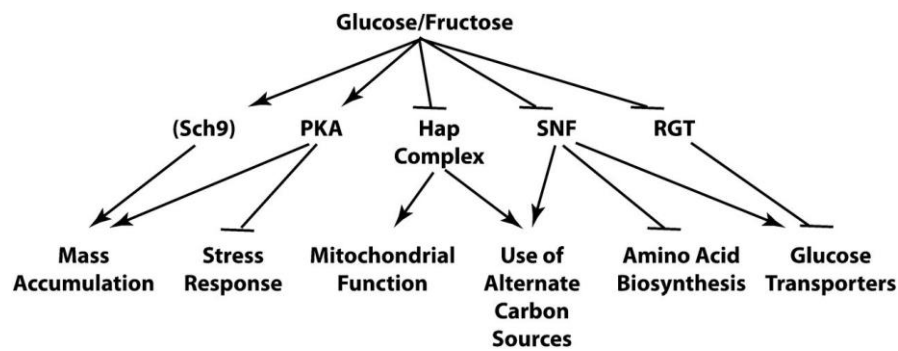 Glucose/Fructose
(Sch9)
PKA
Hap
Complex
SNF
RGT
Mass
Accumulation
Stress
Response
Mitochondrial
Function
Use of
Alternate
Carbon
Sources
Amino Acid
Biosynthesis
Glucose
Transporters